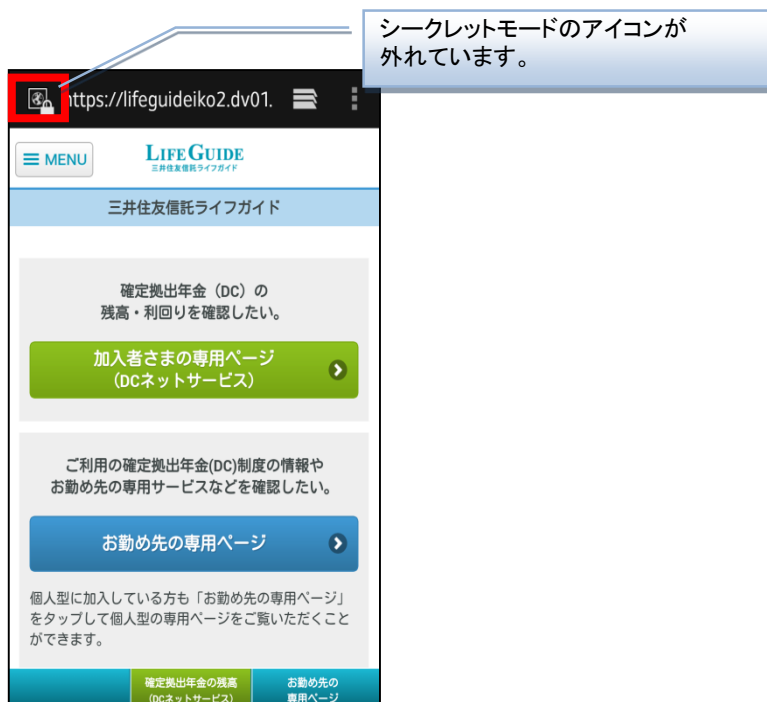 シークレットモードのアイコンが
外れています。
https://lifeguideiko2.dv01.
MENU
LIFE GUIDE
三井住友信託ライフガイド
三井住友信託ライフガイド
確定拠出年金（DC）の
残高・利回りを確認したい。
加入者さまの専用ページ
（DCネットサービス）
ご利用の確定拠出年金(DC)制度の情報や
お勤め先の専用サービスなどを確認したい。
お勤め先の専用ページ
個人型に加入している方も「お勤め先の専用ページ」
をタップして個人型の専用ページをご覧いただくこと
ができます。
確定拠出年金の残高
（DCネットサービス）
お勤め先の
専用ページ